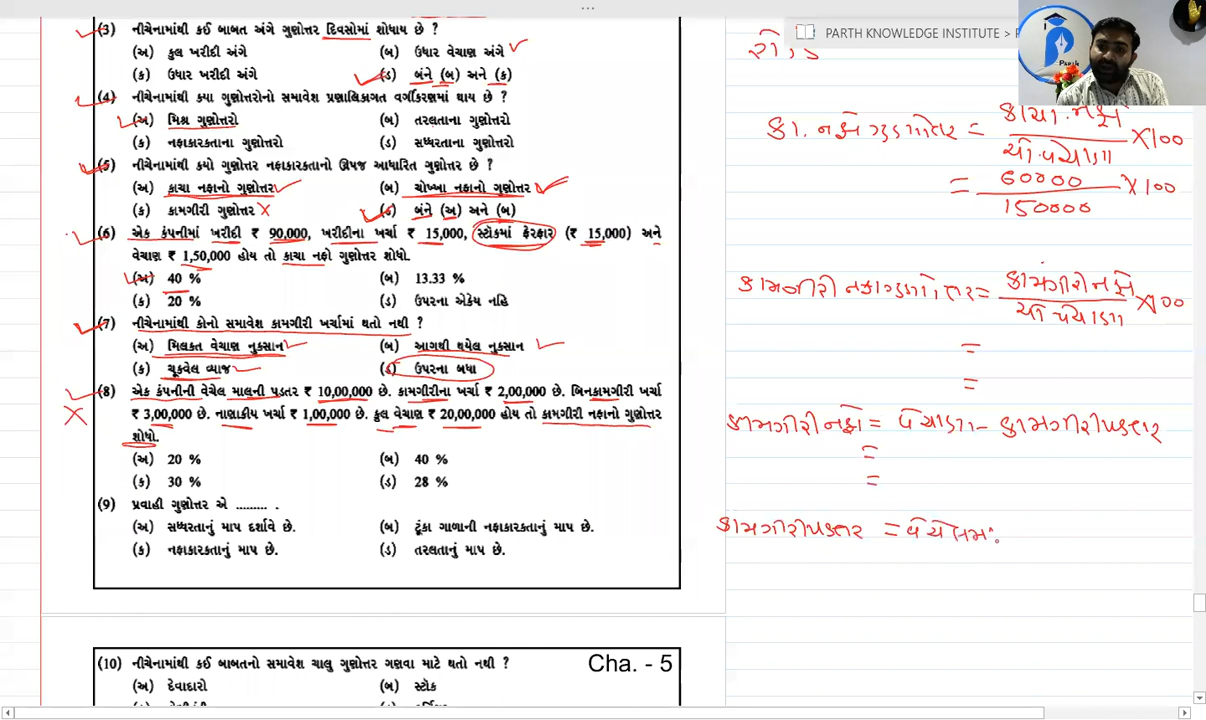 (3) નીચેનામાંથી કઈ બાબત અંગે ગુણોત્તર દિવસોમાં શોધાય છે ?
(અ) કુલ ખરીદી અંગે
(બ) ઉધાર વેચાણ અંગે
(ક) ઉધાર ખરીદી અંગે
(ડ) બંને (બ) અને (ક)
(4) નીચેનામાંથી ક્યા ગુણોત્તરોનો સમાવેશ પ્રણાલિકાગત વર્ગીકરણમાં થાય છે ?
(અ) મિશ્ર ગુણોત્તરો
(બ) તરલતાના ગુણોત્તરો
(ક) નફાકારકતાના ગુણોત્તરો
(ડ) સધ્ધરતાના ગુણોત્તરો
(5) નીચેનામાંથી કયો ગુણોત્તર નફાકારકતાનો ઊપજ આધારિત ગુણોત્તર છે ?
(અ) કાચા નફાનો ગુણોત્તર
(બ) ચોખ્ખા નફાનો ગુણોત્તર
(ક) કામગીરી ગુણોત્તર X
(ડ) બંને (અ) અને (બ)
(6) એક કંપનીમાં ખરીદી ₹ 90,000, ખરીદીના ખર્ચા ₹ 15,000, સ્ટૉકમાં ફેરફાર (₹ 15,000) અને
વેચાણ ₹ 1,50,000 હોય તો કાચા નફો ગુણોત્તર શોધો.
(અ) 40 %
(બ) 13.33 %
(ક) 20 %
(ડ) ઉપરના એકેય નહિ
(7) નીચેનામાંથી કોનો સમાવેશ કામગીરી ખર્ચામાં થતો નથી ?
(અ) મિલકત વેચાણ નુકસાન
(બ) આગથી થયેલ નુકસાન
(ક) ચૂકવેલ વ્યાજ
(ડ) ઉપરના બધા
(8) એક કંપનીની વેચેલ માલની પડતર ₹ 10,00,000 છે. કામગીરીના ખર્ચા ₹ 2,00,000 છે. બિનકામગીરી ખર્ચા
X ₹ 3,00,000 છે. નાણાકીય ખર્ચા ₹ 1,00,000 છે. કુલ વેચાણ ₹ 20,00,000 હોય તો કામગીરી નફાનો ગુણોત્તર
શોધો.
(અ) 20 %
(બ) 40 %
(ક) 30 %
(ડ) 28 %
(9) પ્રવાહી ગુણોત્તર એ ......... .
(અ) સધ્ધરતાનું માપ દર્શાવે છે.
(બ) ટૂંકા ગાળાની નફાકારકતાનું માપ છે.
(ક) નફાકારકતાનું માપ છે.
(ડ) તરલતાનું માપ છે.
(10) નીચેનામાંથી કઈ બાબતનો સમાવેશ ચાલુ ગુણોત્તર ગણવા માટે થતો નથી ?
Cha. - 5
(અ) દેવાદારો
(બ) સ્ટૉક
PARTH KNOWLEDGE INSTITUTE
Parth
કા. નફો ગુણોત્તર = કાચો નફો
ચો. વેચાણ
X 100
= 60000
150000
X 100
કામગીરી નફા ગુણોત્તર = કામગીરી નફો
ચો વેચાણ
X 100
=
=
કામગીરી નફો = વેચાણ - કામગીરી પડતર
=
=
કામગીરી પડતર = વેચેલ મા